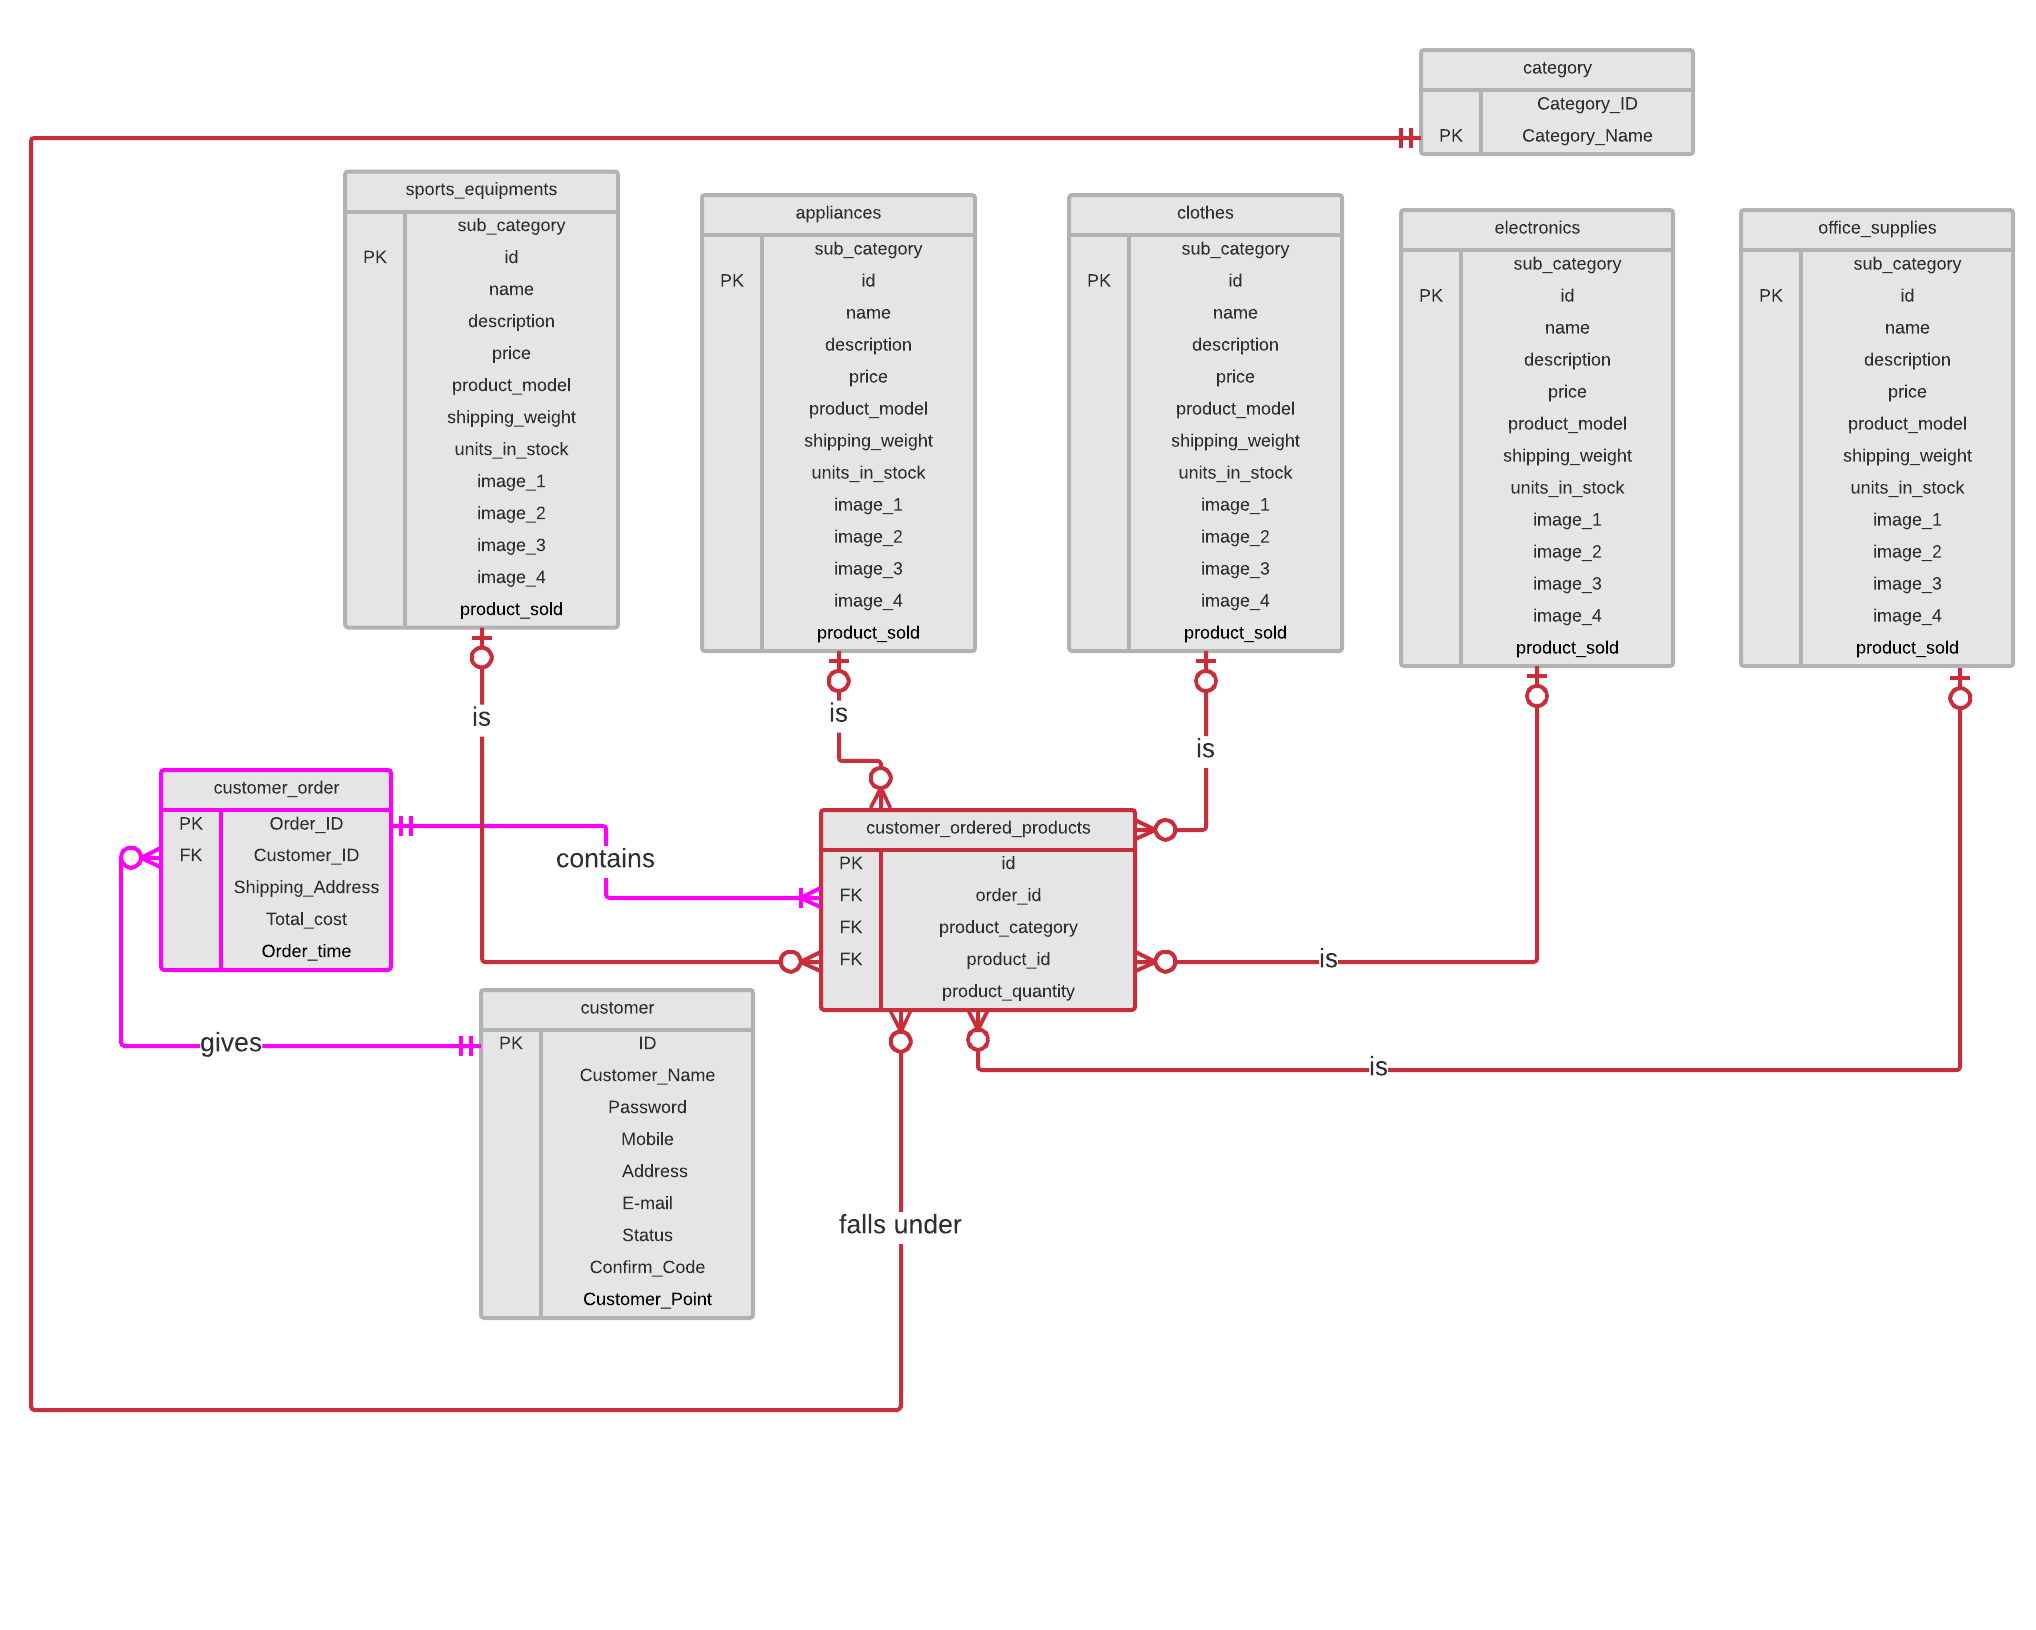 category
Category_ID
PK Category_Name
sports_equipments
sub_category
PK id
name
description
price
product_model
shipping_weight
units_in_stock
image_1
image_2
image_3
image_4
product_sold
appliances
sub_category
PK id
name
description
price
product_model
shipping_weight
units_in_stock
image_1
image_2
image_3
image_4
product_sold
clothes
sub_category
PK id
name
description
price
product_model
shipping_weight
units_in_stock
image_1
image_2
image_3
image_4
product_sold
electronics
sub_category
PK id
name
description
price
product_model
shipping_weight
units_in_stock
image_1
image_2
image_3
image_4
product_sold
office_supplies
sub_category
PK id
name
description
price
product_model
shipping_weight
units_in_stock
image_1
image_2
image_3
image_4
product_sold
is
is
is
customer_order
PK Order_ID
FK Customer_ID
Shipping_Address
Total_cost
Order_time
contains
customer_ordered_products
PK id
FK order_id
FK product_category
FK product_id
product_quantity
is
gives
customer
PK ID
Customer_Name
Password
Mobile
Address
E-mail
Status
Confirm_Code
Customer_Point
is
falls under